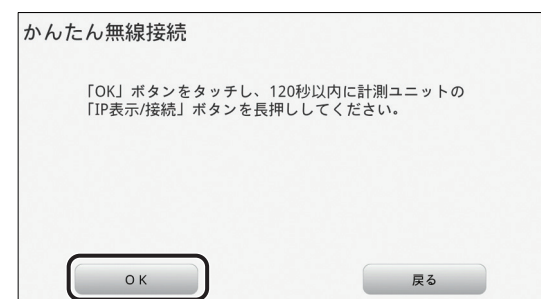 かんたん無線接続
「OK」ボタンをタッチし、120秒以内に計測ユニットの
「IP表示/接続」ボタンを長押ししてください。
OK
戻る